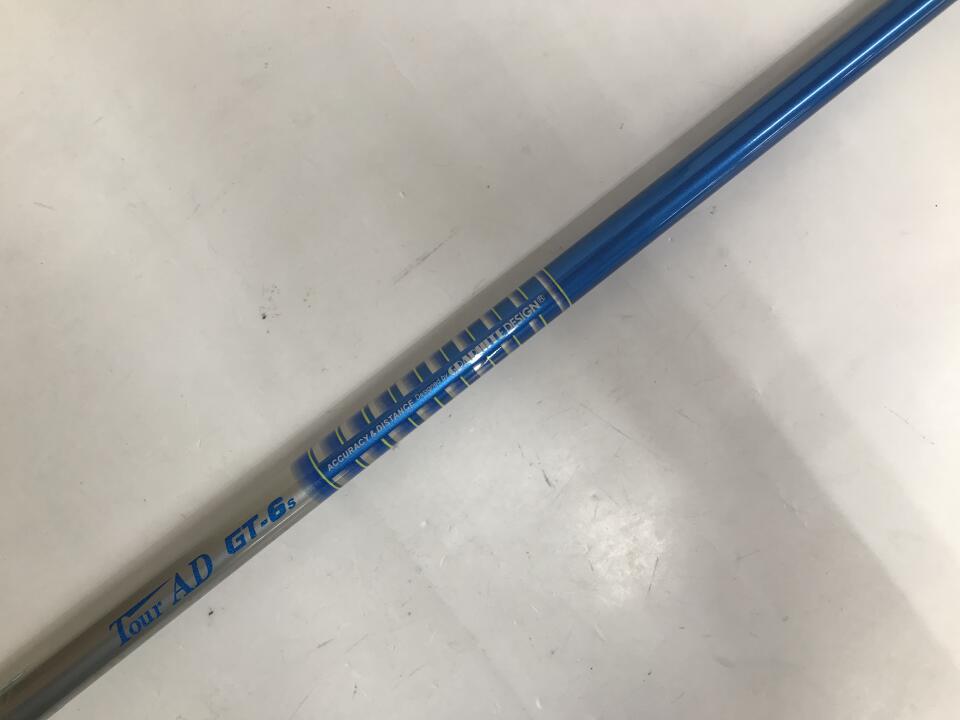 Tour AD GT-6s
ACCURACY & DISTANCE Designed by GRAPHITE DESIGN®